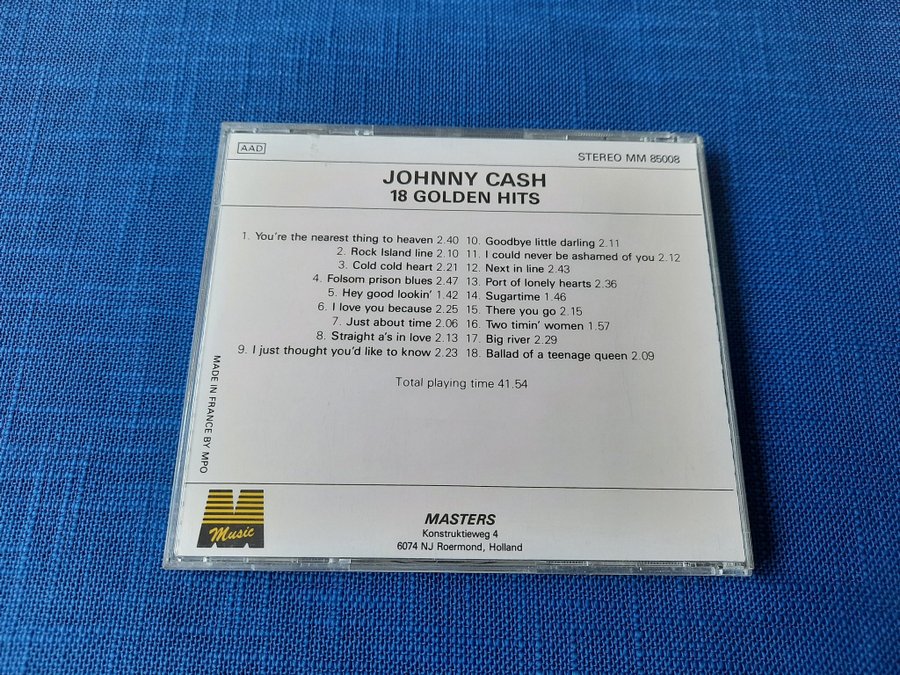 AAD
STEREO MM 85008
JOHNNY CASH
18 GOLDEN HITS
1. You're the nearest thing to heaven 2.40
2. Rock Island line 2.10
3. Cold cold heart 2.21
4. Folsom prison blues 2.47
5. Hey good lookin' 1.42
6. I love you because 2.25
7. Just about time 2.06
8. Straight a's in love 2.13
9. I just thought you'd like to know 2.23
10. Goodbye little darling 2.11
11. I could never be ashamed of you 2.12
12. Next in line 2.43
13. Port of lonely hearts 2.36
14. Sugartime 1.46
15. There you go 2.15
16. Two timin' women 1.57
17. Big river 2.29
18. Ballad of a teenage queen 2.09
Total playing time 41.54
MADE IN FRANCE BY MPO
M
Music
MASTERS
Konstruktieweg 4
6074 NJ Roermond, Holland